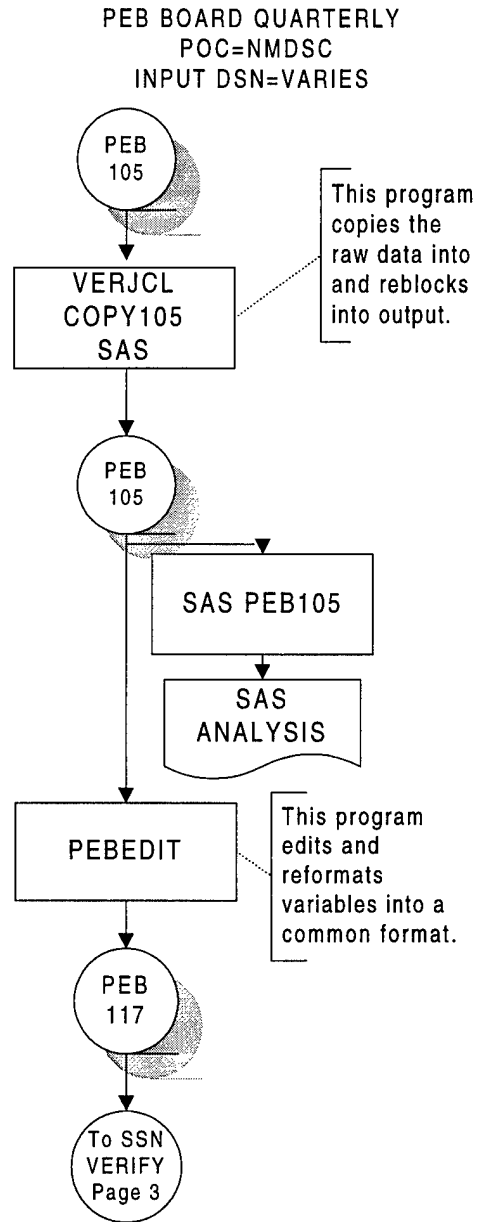 PEB BOARD QUARTERLY
POC=NMDSC
INPUT DSN=VARIES
PEB
105
This program
copies the
raw data into
and reblocks
into output.
VERJCL
COPY105
SAS
PEB
105
SAS PEB105
SAS
ANALYSIS
PEBEDIT
This program
edits and
reformats
variables into a
common format.
PEB
117
To SSN
VERIFY
Page 3